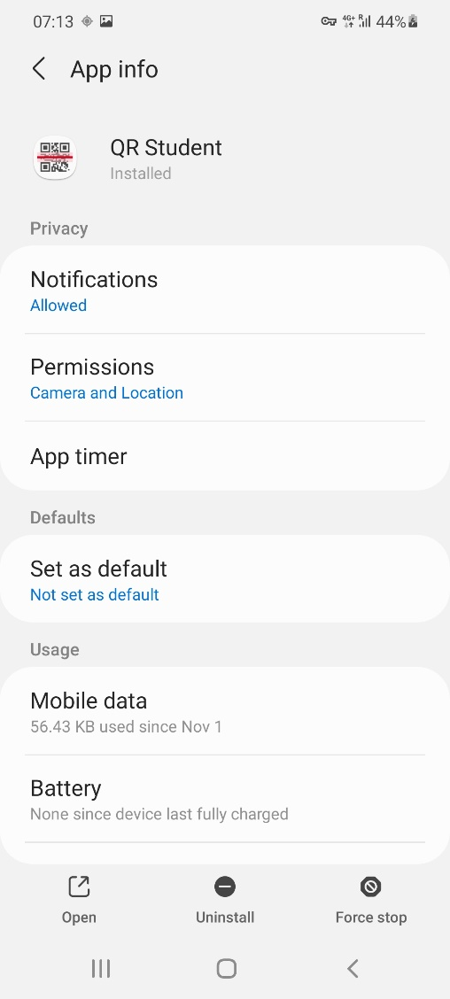 07:13
4G+ R 44%
App info
QR Student
Installed
Privacy
Notifications
Allowed
Permissions
Camera and Location
App timer
Defaults
Set as default
Not set as default
Usage
Mobile data
56.43 KB used since Nov 1
Battery
None since device last fully charged
Open
Uninstall
Force stop